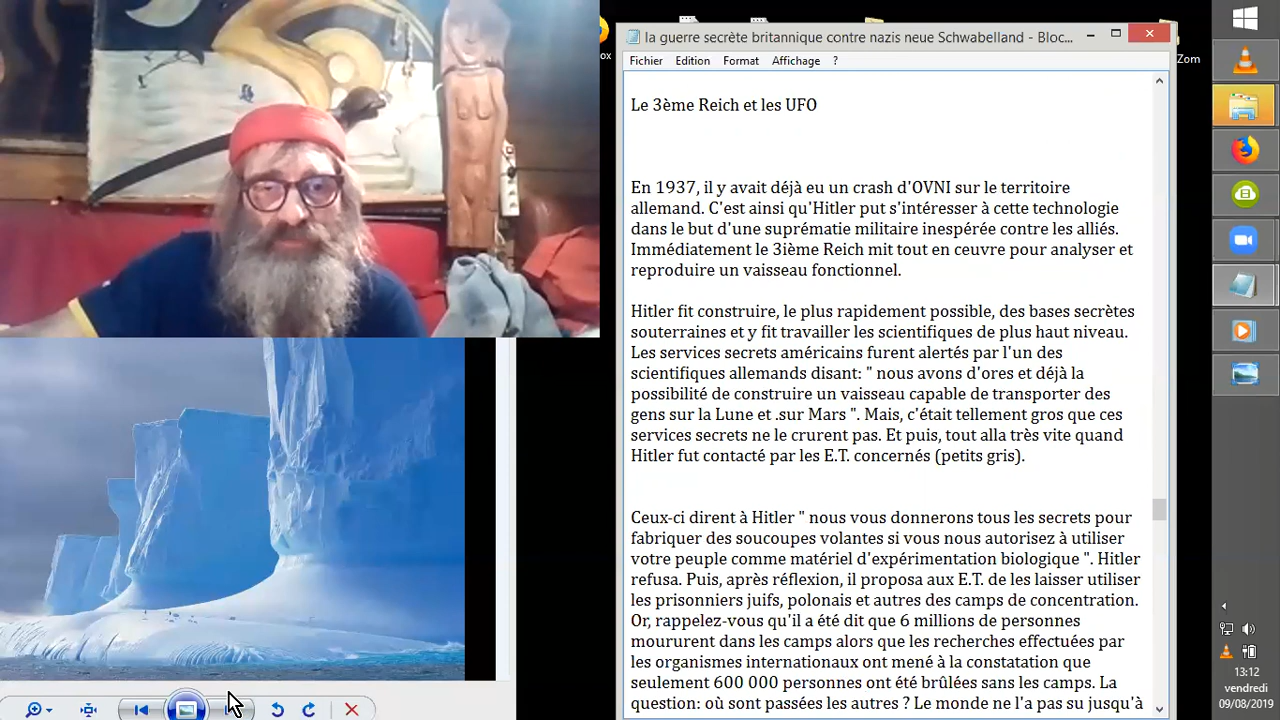 la guerre secrète britannique contre nazis neue Schwabelland - Bloc...
Fichier Edition Format Affichage ?
Le 3ème Reich et les UFO
En 1937, il y avait déjà eu un crash d'OVNI sur le territoire
allemand. C'est ainsi qu'Hitler put s'intéresser à cette technologie
dans le but d'une suprématie militaire inespérée contre les alliés.
Immédiatement le 3ième Reich mit tout en ceuvre pour analyser et
reproduire un vaisseau fonctionnel.
Hitler fit construire, le plus rapidement possible, des bases secrètes
souterraines et y fit travailler les scientifiques de plus haut niveau.
Les services secrets américains furent alertés par l'un des
scientifiques allemands disant: " nous avons d'ores et déjà la
possibilité de construire un vaisseau capable de transporter des
gens sur la Lune et .sur Mars ". Mais, c'était tellement gros que ces
services secrets ne le crurent pas. Et puis, tout alla très vite quand
Hitler fut contacté par les E.T. concernés (petits gris).
Ceux-ci dirent à Hitler " nous vous donnerons tous les secrets pour
fabriquer des soucoupes volantes si vous nous autorisez à utiliser
votre peuple comme matériel d'expérimentation biologique ". Hitler
refusa. Puis, après réflexion, il proposa aux E.T. de les laisser utiliser
les prisonniers juifs, polonais et autres des camps de concentration.
Or, rappelez-vous qu'il a été dit que 6 millions de personnes
moururent dans les camps alors que les recherches effectuées par
les organismes internationaux ont mené à la constatation que
seulement 600 000 personnes ont été brûlées sans les camps. La
question: où sont passées les autres ? Le monde ne l'a pas su jusqu'à
ox
Zom
13:12
vendredi
09/08/2019